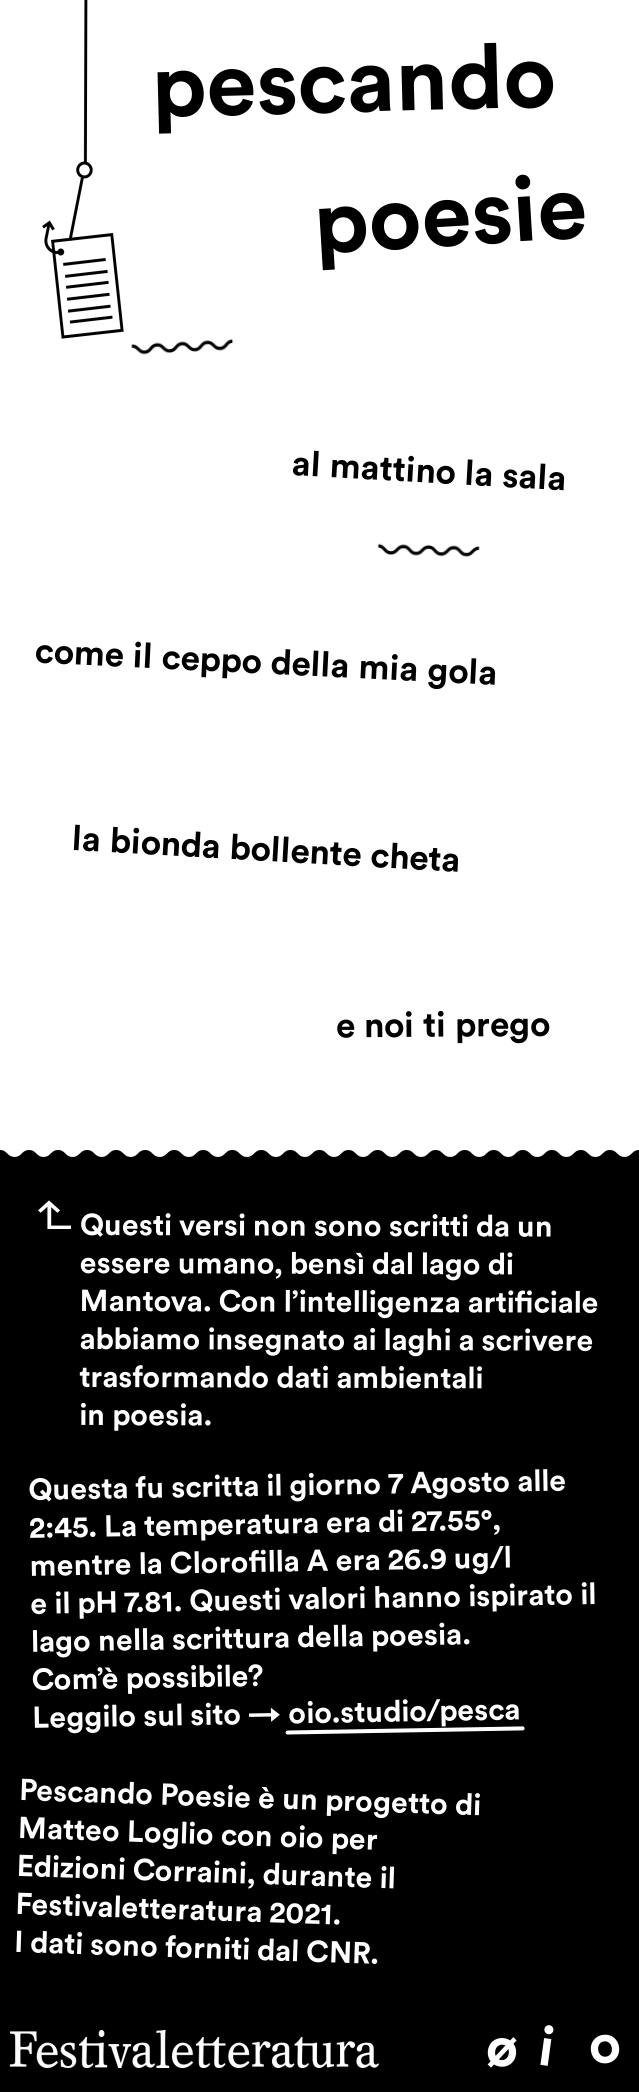 pescando
poesie
al mattino la sala
come il ceppo della mia gola
la bionda bollente cheta
e noi ti prego
Questi versi non sono scritti da un
essere umano, bensì dal lago di
Mantova. Con l’intelligenza artificiale
abbiamo insegnato ai laghi a scrivere
trasformando dati ambientali
in poesia.
Questa fu scritta il giorno 7 Agosto alle
2:45. La temperatura era di 27.55°,
mentre la Clorofilla A era 26.9 ug/l
e il pH 7.81. Questi valori hanno ispirato il
lago nella scrittura della poesia.
Com’è possibile?
Leggilo sul sito → oio.studio/pesca
Pescando Poesie è un progetto di
Matteo Loglio con oio per
Edizioni Corraini, durante il
Festivaletteratura 2021.
I dati sono forniti dal CNR.
Festivaletteratura
ø i o